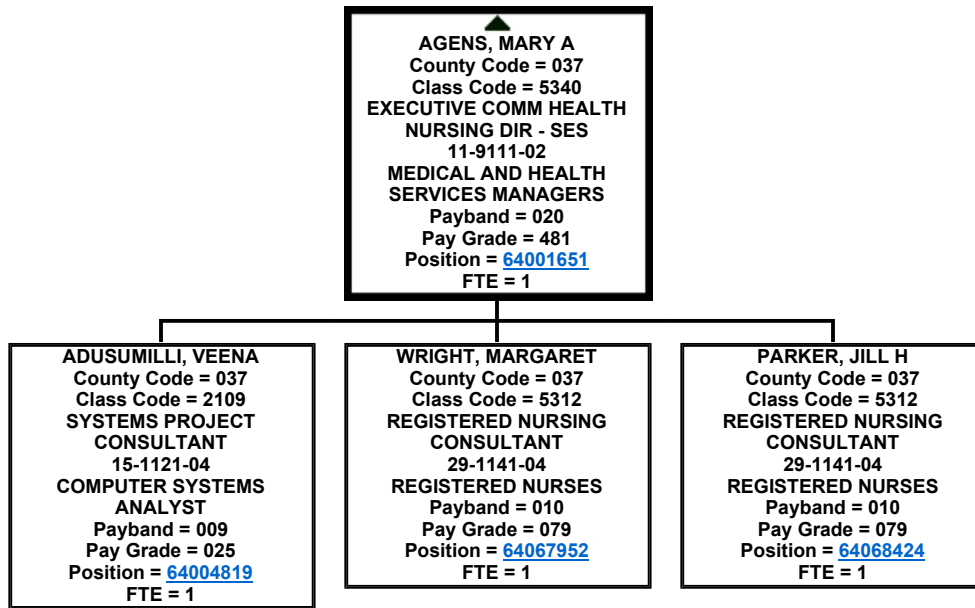 AGENS, MARY A
County Code = 037
Class Code = 5340
EXECUTIVE COMM HEALTH
NURSING DIR - SES
11-9111-02
MEDICAL AND HEALTH
SERVICES MANAGERS
Payband = 020
Pay Grade = 481
Position = 64001651
FTE = 1
ADUSUMILLI, VEENA
County Code = 037
Class Code = 2109
SYSTEMS PROJECT
CONSULTANT
15-1121-04
COMPUTER SYSTEMS
ANALYST
Payband = 009
Pay Grade = 025
Position = 64004819
FTE = 1
WRIGHT, MARGARET
County Code = 037
Class Code = 5312
REGISTERED NURSING
CONSULTANT
29-1141-04
REGISTERED NURSES
Payband = 010
Pay Grade = 079
Position = 64067952
FTE = 1
PARKER, JILL H
County Code = 037
Class Code = 5312
REGISTERED NURSING
CONSULTANT
29-1141-04
REGISTERED NURSES
Payband = 010
Pay Grade = 079
Position = 64068424
FTE = 1